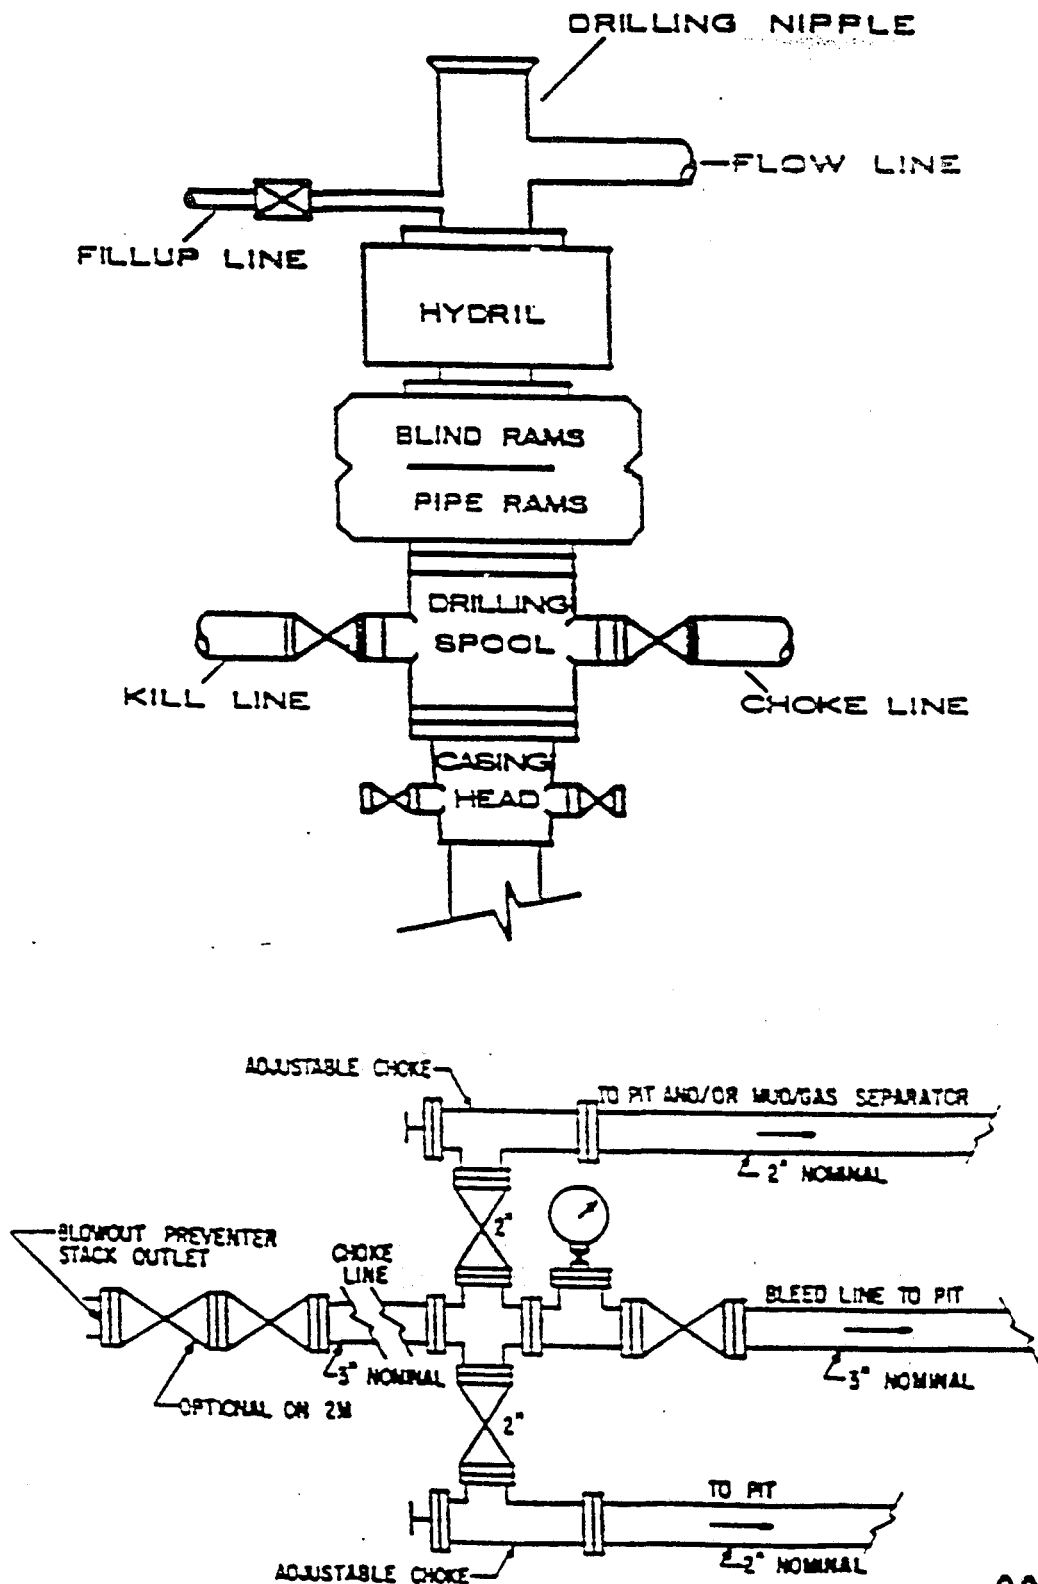 DRILLING NIPPLE
FLOW LINE
FILLUP LINE
HYDRIL
BLIND RAMS
PIPE RAMS
DRILLING
SPOOL
KILL LINE
CHOKE LINE
CASING
HEAD
ADJUSTABLE CHOKE
TO PIT AND/OR MUD/GAS SEPARATOR
2" NOMINAL
BLOWOUT PREVENTER
STACK OUTLET
2"
CHOKE
LINE
BLEED LINE TO PIT
3" NOMINAL
3" NOMINAL
OPTIONAL ON 2M
2"
TO PIT
2" NOMINAL
ADJUSTABLE CHOKE